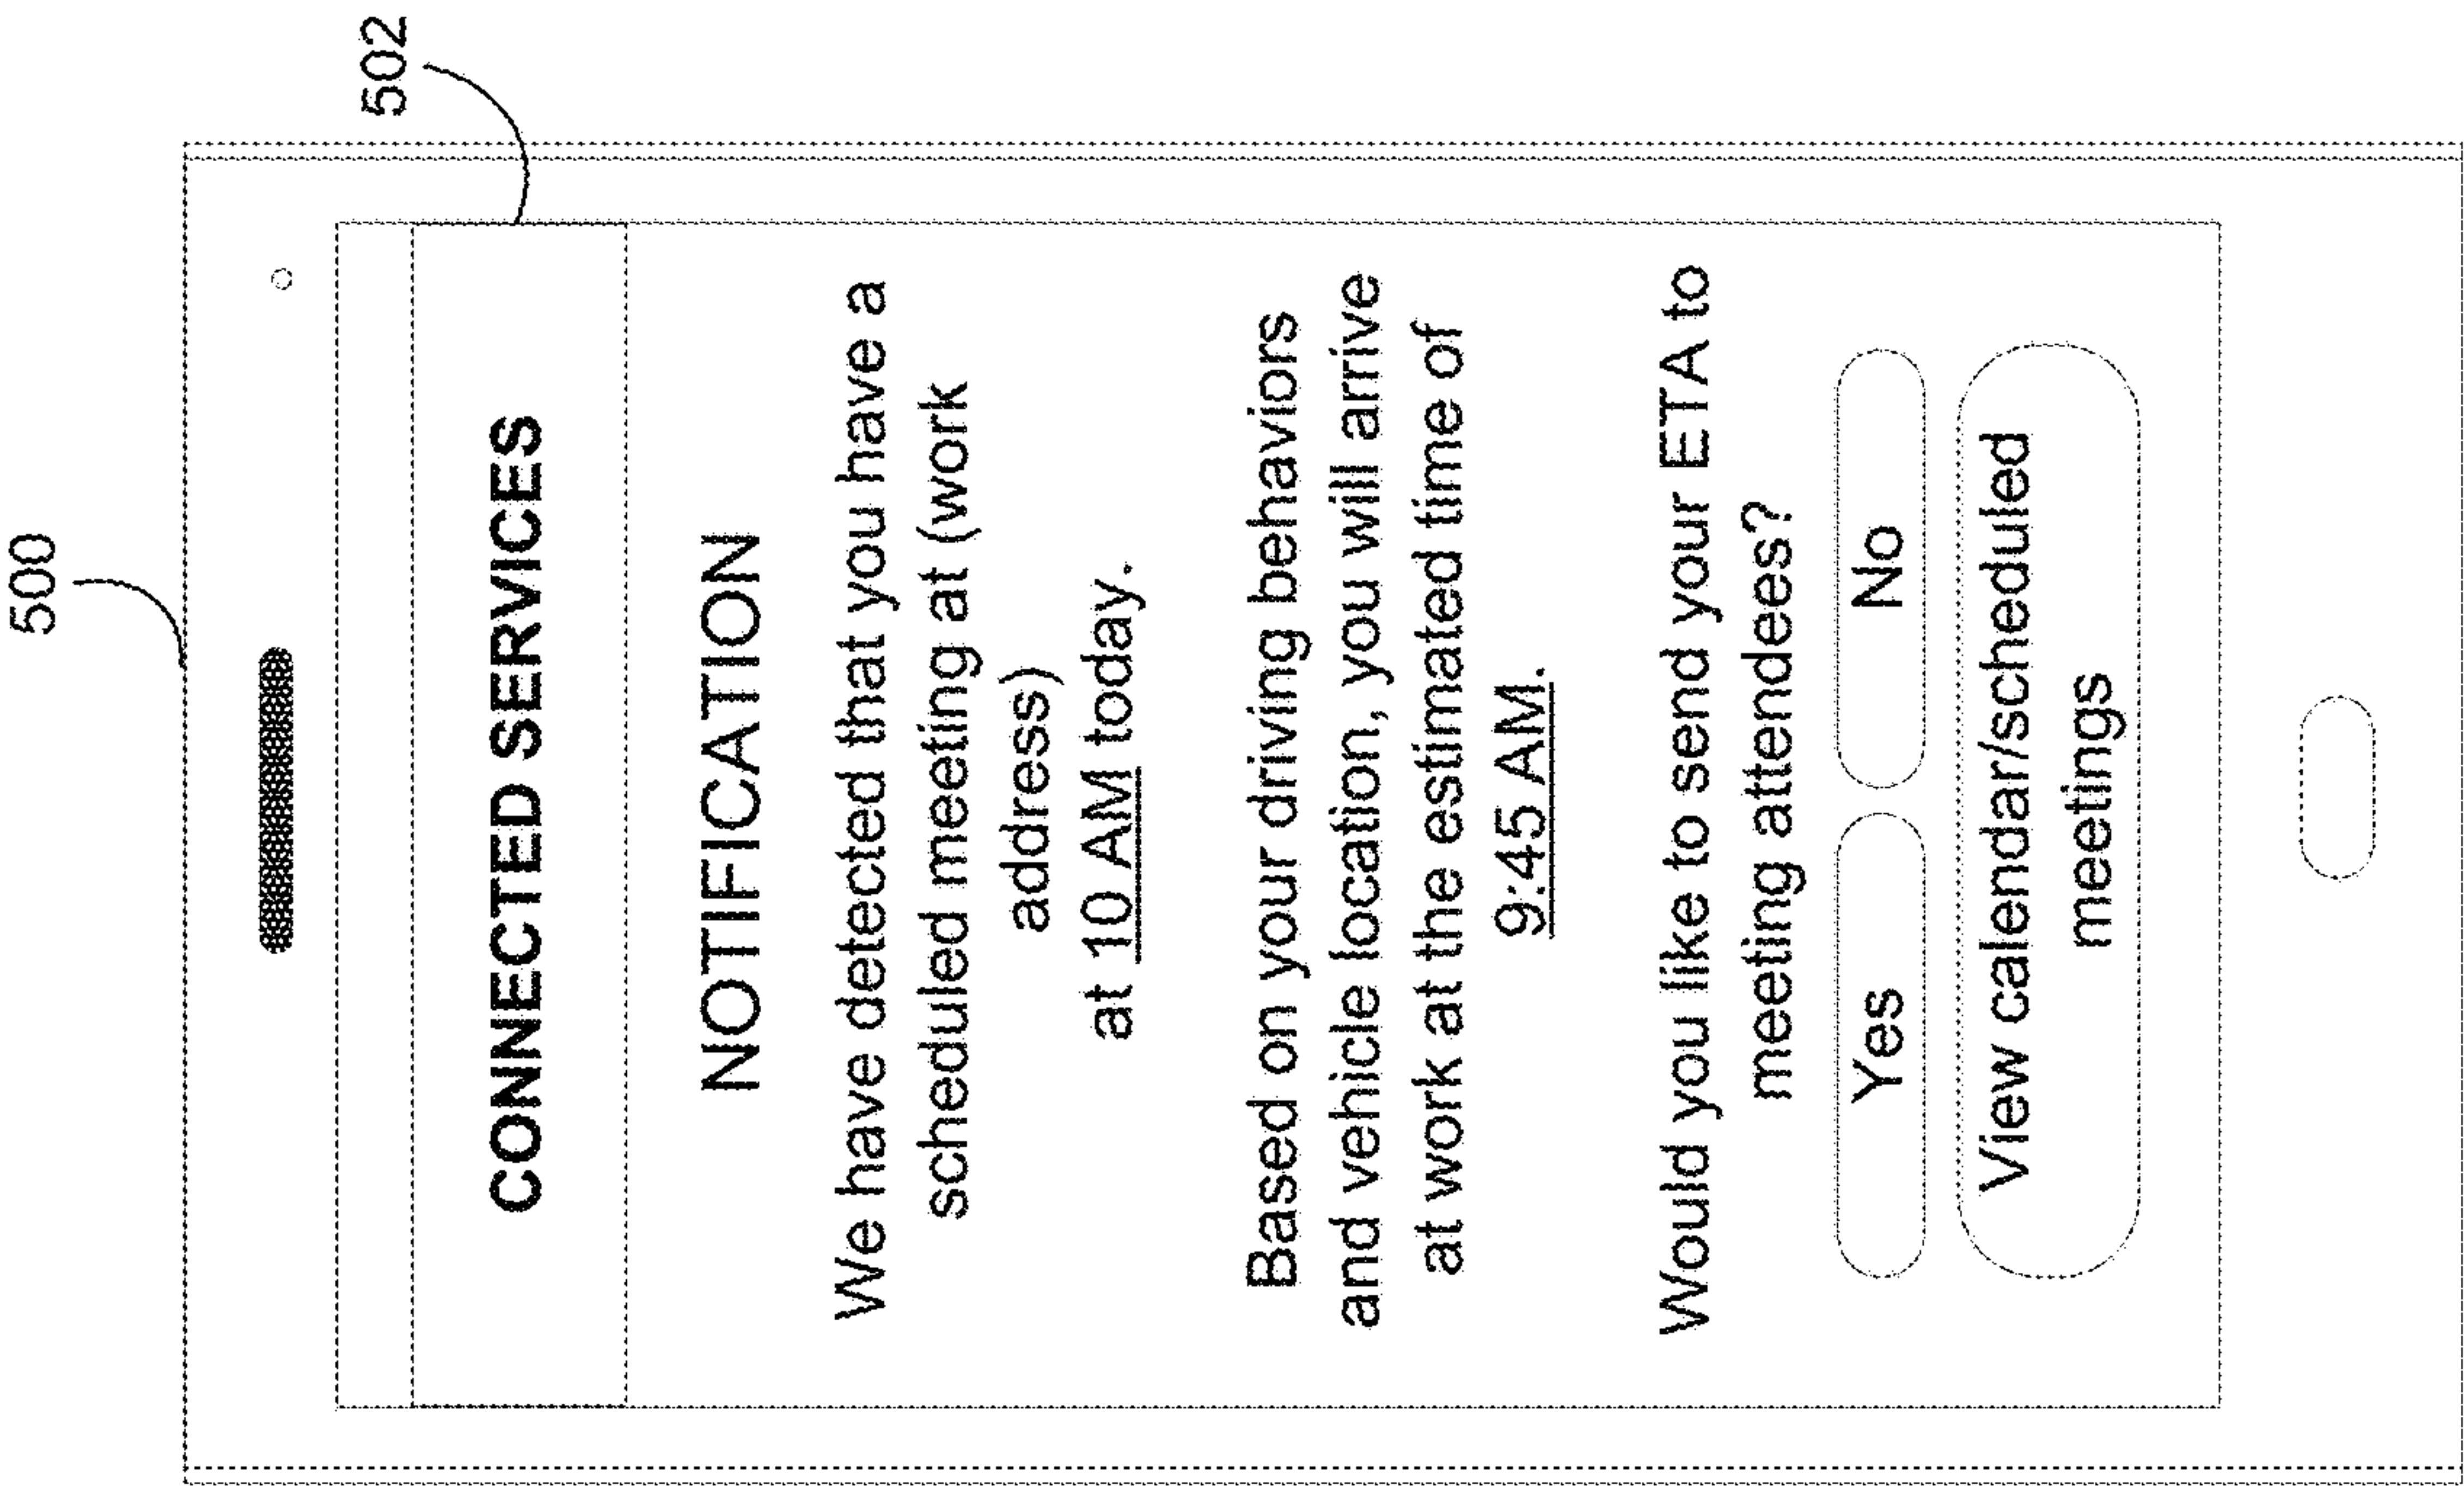 500
502
CONNECTED SERVICES
NOTIFICATION
We have detected that you have a
scheduled meeting at (work
address)
at 10 AM today.
Based on your driving behaviors
and vehicle location, you will arrive
at work at the estimated time of
9:45 AM.
Would you like to send your ETA to
meeting attendees?
Yes
No
View calendar/scheduled
meetings